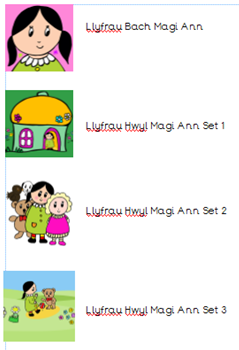 Llyfrau Bach Magi Ann
Llyfrau Hwyl Magi Ann Set 1
Llyfrau Hwyl Magi Ann Set 2
Llyfrau Hwyl Magi Ann Set 3